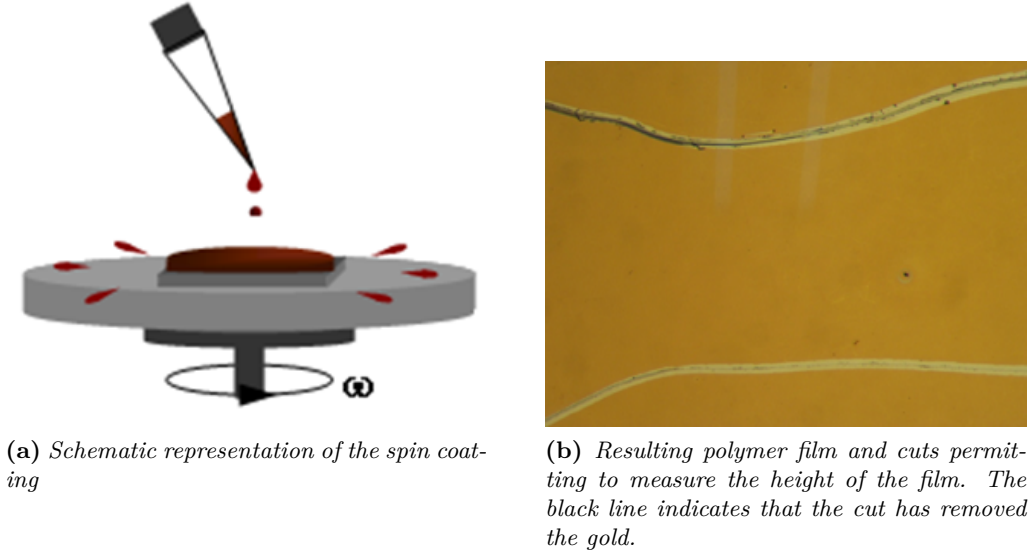 ω
(a) Schematic representation of the spin coat-
ing
(b) Resulting polymer film and cuts permit-
ting to measure the height of the film. The
black line indicates that the cut has removed
the gold.